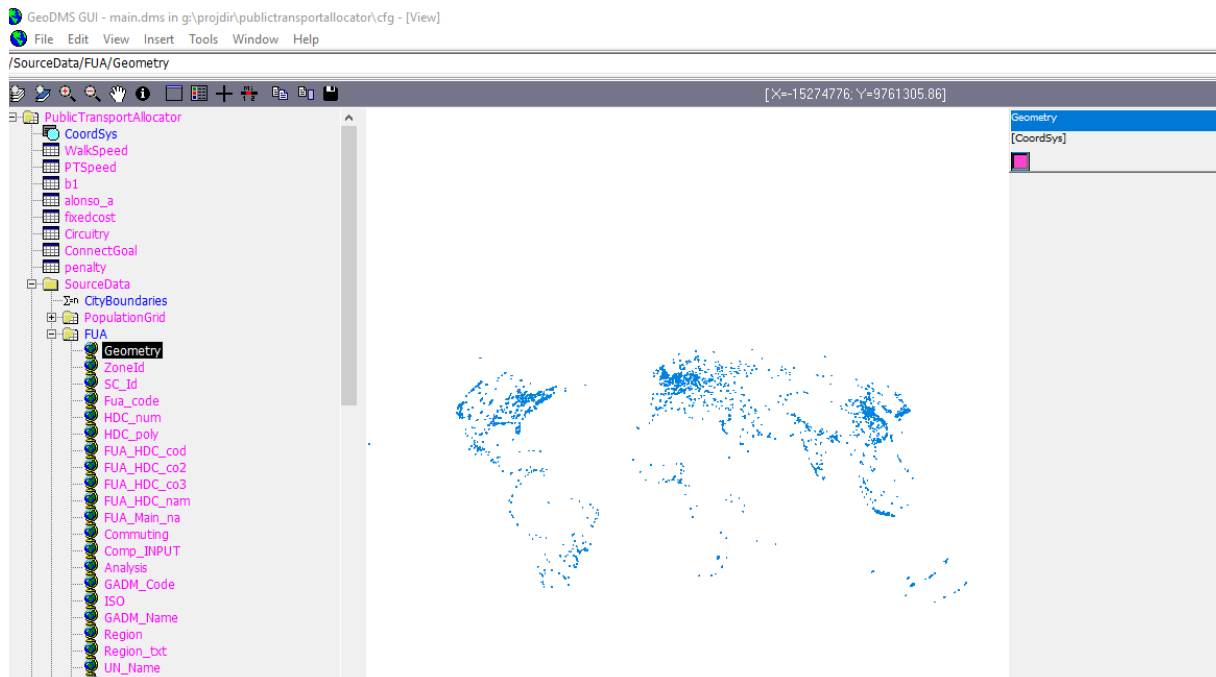 GeoDMS GUI - main.dms in g:\projdir\publictransportallocator\cfg - [View]
File Edit View Insert Tools Window Help
/SourceData/FUA/Geometry
[X=-15274776; Y=9761305.86]
PublicTransportAllocator
CoordSys
WalkSpeed
PTSpeed
b1
alonso_a
fixedcost
Circuitry
ConnectGoal
penalty
SourceData
Σ=n CityBoundaries
PopulationGrid
FUA
Geometry
ZoneId
SC_Id
Fua_code
HDC_num
HDC_poly
FUA_HDC_cod
FUA_HDC_co2
FUA_HDC_co3
FUA_HDC_nam
FUA_Main_na
Commuting
Comp_INPUT
Analysis
GADM_Code
ISO
GADM_Name
Region
Region_txt
UN_Name
Geometry
[CoordSys]